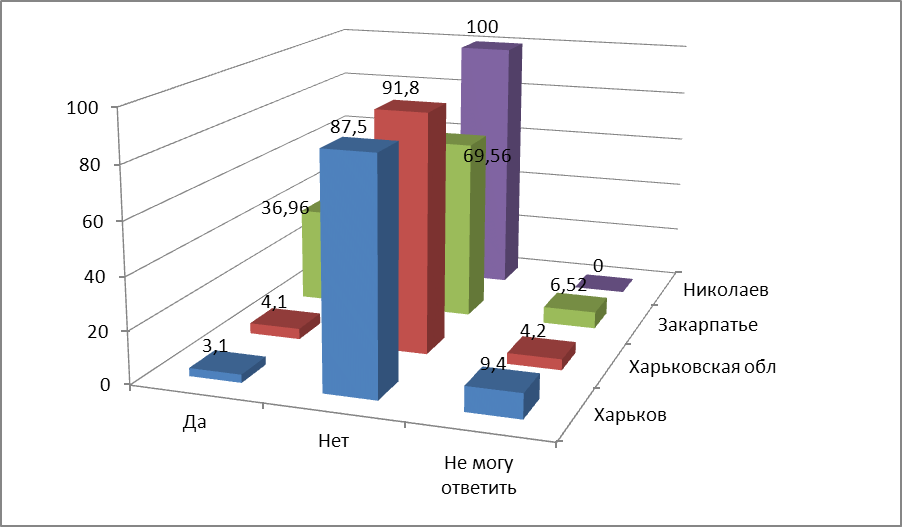 100
91,8
87,5
69,56
36,96
4,1
3,1
0
6,52
4,2
9,4
100
80
60
40
20
0
Да
Нет
Не могу
ответить
Николаев
Закарпатье
Харьковская обл
Харьков